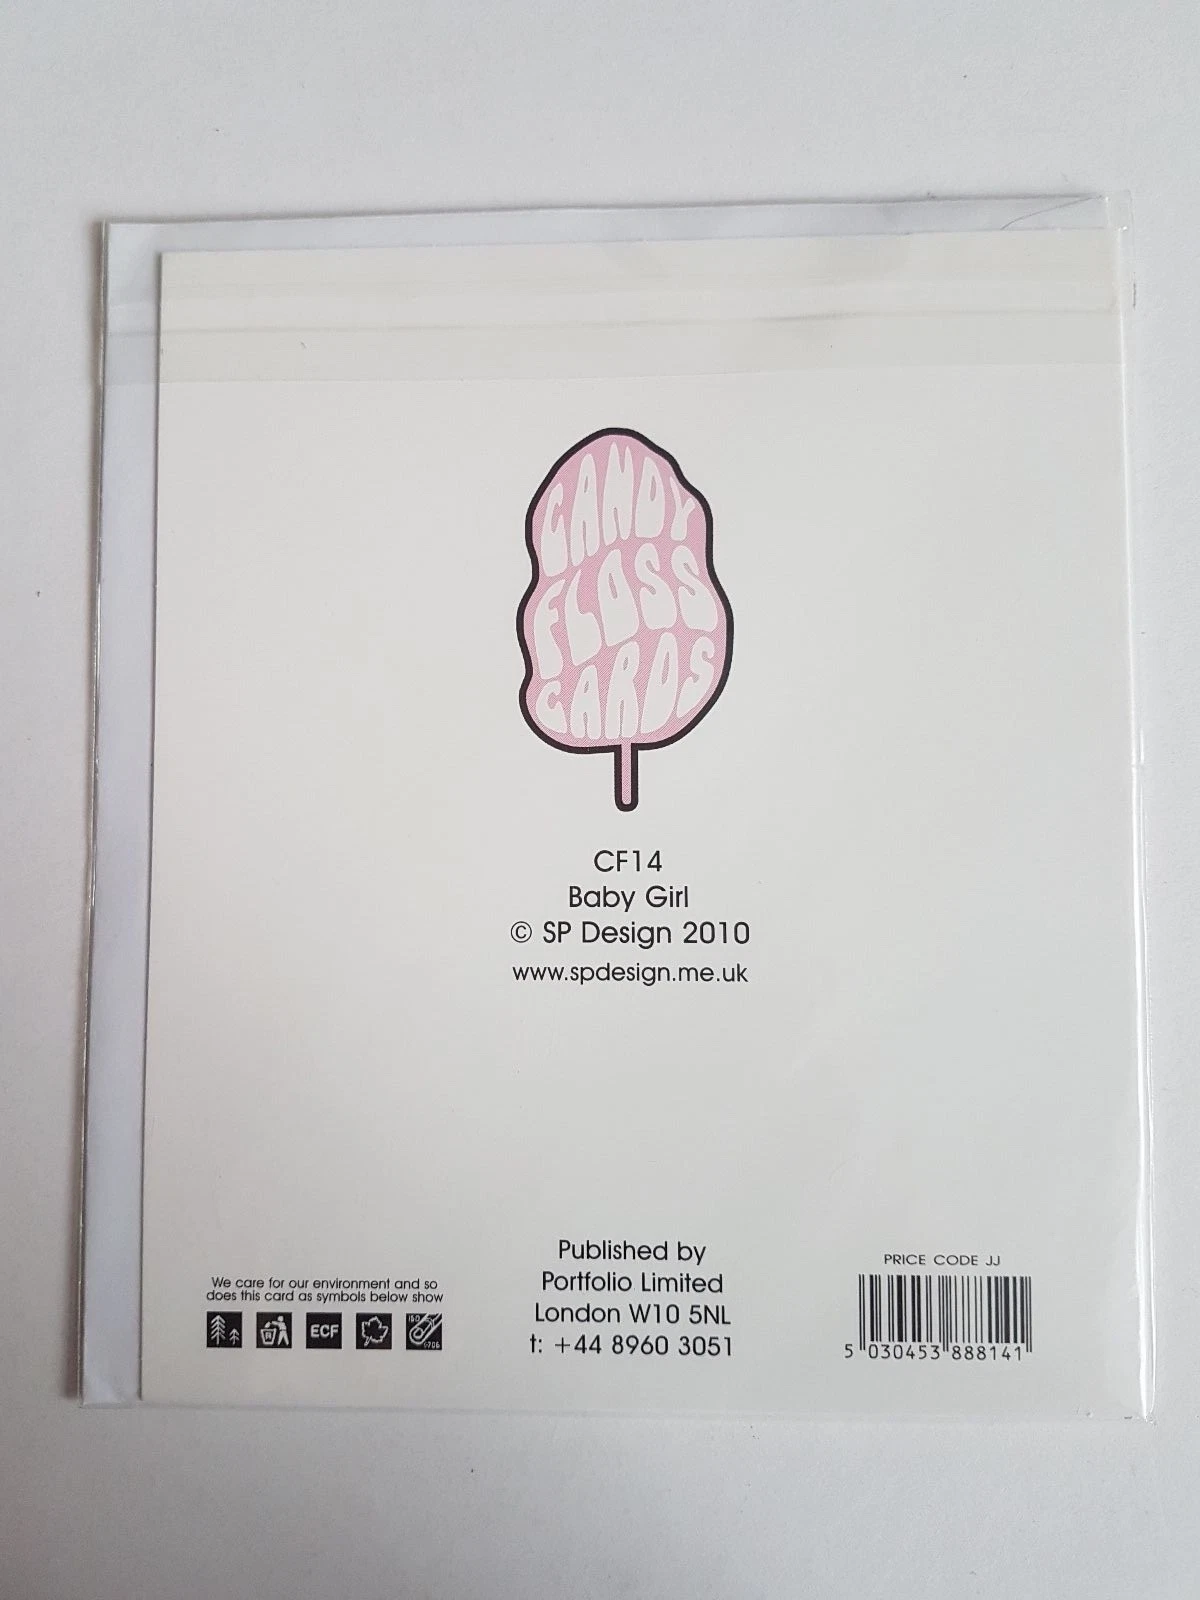 CANDY
FLOSS
CARDS
CF14
Baby Girl
© SP Design 2010
www.spdesign.me.uk
We care for our environment and so
does this card as symbols below show
ECF
ISO
9706
Published by
Portfolio Limited
London W10 5NL
t: +44 8960 3051
PRICE CODE JJ
5 030453 888141